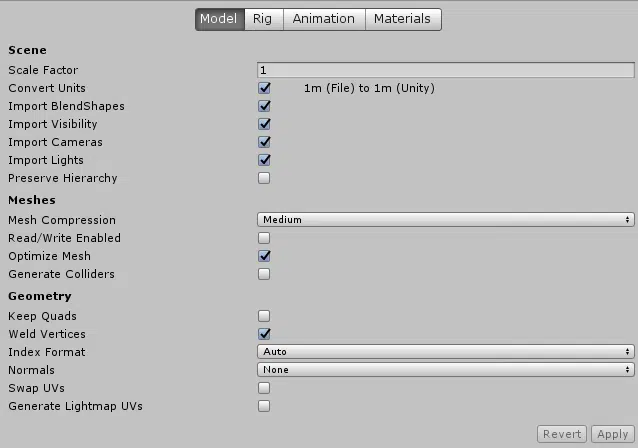 Model Rig Animation Materials
Scene
Scale Factor 1
Convert Units 1m (File) to 1m (Unity)
Import BlendShapes
Import Visibility
Import Cameras
Import Lights
Preserve Hierarchy
Meshes
Mesh Compression Medium
Read/Write Enabled
Optimize Mesh
Generate Colliders
Geometry
Keep Quads
Weld Vertices
Index Format Auto
Normals None
Swap UVs
Generate Lightmap UVs
Revert Apply